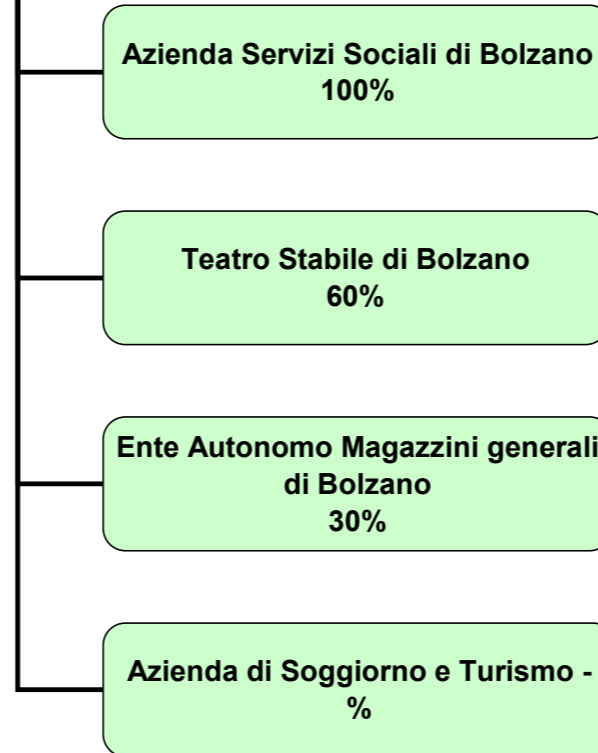 Azienda Servizi Sociali di Bolzano
100%
Teatro Stabile di Bolzano
60%
Ente Autonomo Magazzini generali
di Bolzano
30%
Azienda di Soggiorno e Turismo -
%